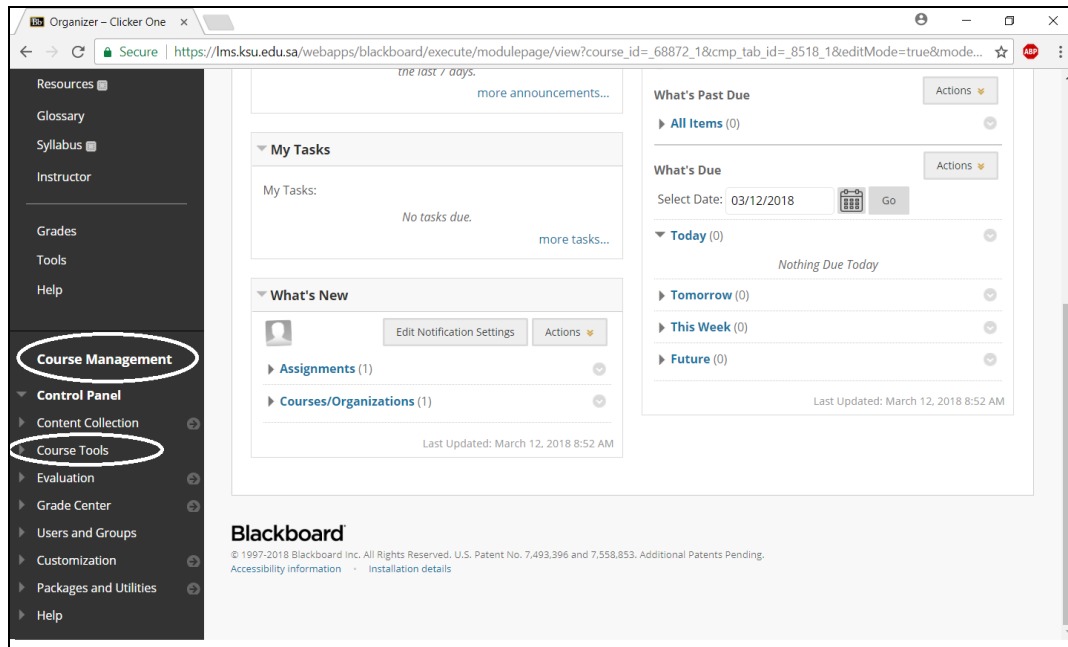 Organizer – Clicker One
Secure | https://lms.ksu.edu.sa/webapps/blackboard/execute/modulepage/view?course_id=_68872_1&cmp_tab_id=_8518_1&editMode=true&mode...
ABP
Resources
Glossary
Syllabus
Instructor
Grades
Tools
Help
Course Management
Control Panel
Content Collection
Course Tools
Evaluation
Grade Center
Users and Groups
Customization
Packages and Utilities
Help
the last 7 days.
more announcements...
My Tasks
My Tasks:
No tasks due.
more tasks...
What's New
Edit Notification Settings
Actions
Assignments (1)
Courses/Organizations (1)
Last Updated: March 12, 2018 8:52 AM
What's Past Due
Actions
All Items (0)
What's Due
Actions
Select Date: 03/12/2018 Go
Today (0)
Nothing Due Today
Tomorrow (0)
This Week (0)
Future (0)
Last Updated: March 12, 2018 8:52 AM
Blackboard
© 1997-2018 Blackboard Inc. All Rights Reserved. U.S. Patent No. 7,493,396 and 7,558,853. Additional Patents Pending.
Accessibility information · Installation details